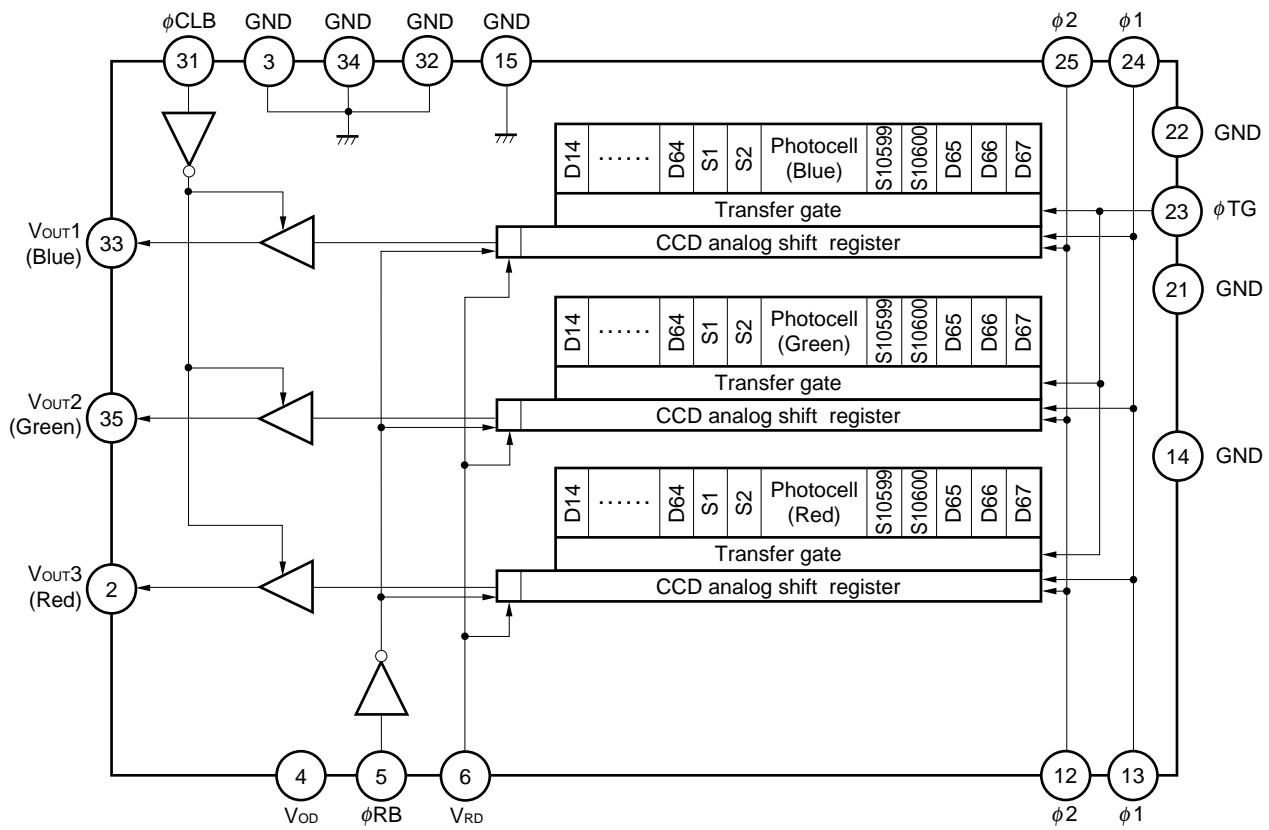 ϕCLB GND GND GND GND ϕ2 ϕ1
31 3 34 32 15 25 24
22 GND
D14 ······ D64 S1 S2 Photocell (Blue) S10599 S10600 D65 D66 D67
Transfer gate
23 ϕTG
VOUT1 (Blue) 33
CCD analog shift register
21 GND
D14 ······ D64 S1 S2 Photocell (Green) S10599 S10600 D65 D66 D67
Transfer gate
VOUT2 (Green) 35
CCD analog shift register
14 GND
D14 ······ D64 S1 S2 Photocell (Red) S10599 S10600 D65 D66 D67
Transfer gate
VOUT3 (Red) 2
CCD analog shift register
4 5 6 12 13
VOD ϕRB VRD ϕ2 ϕ1